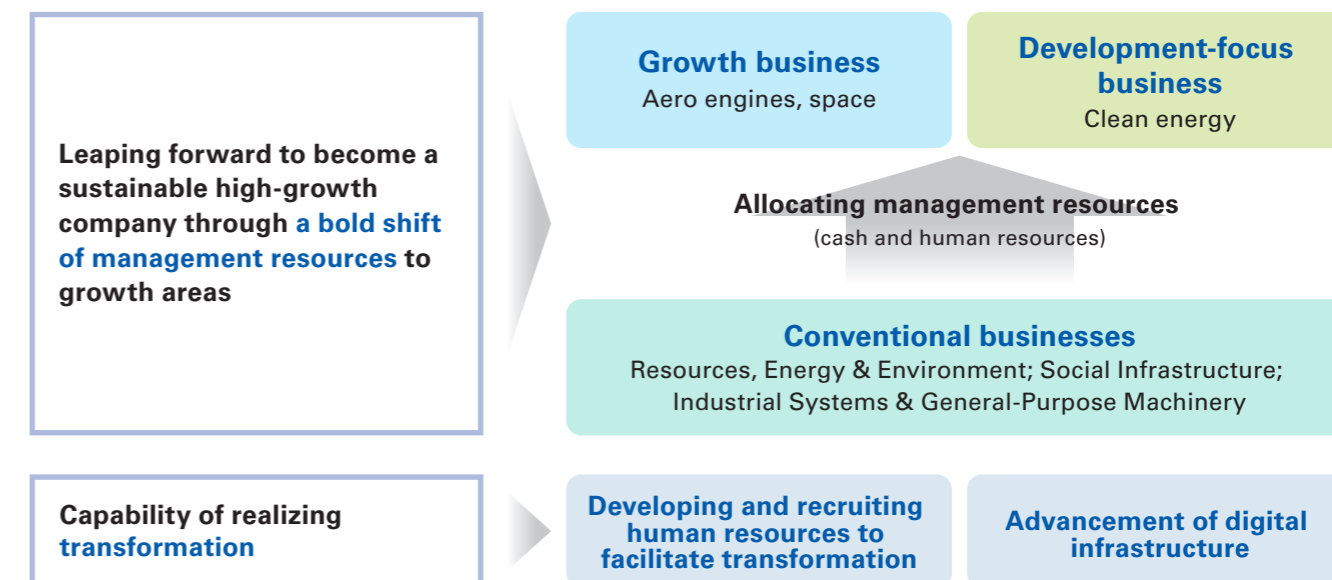 Leaping forward to become a
sustainable high-growth
company through a bold shift
of management resources to
growth areas
Growth business
Aero engines, space
Development-focus
business
Clean energy
Allocating management resources
(cash and human resources)
Conventional businesses
Resources, Energy & Environment; Social Infrastructure;
Industrial Systems & General-Purpose Machinery
Capability of realizing
transformation
Developing and recruiting
human resources to
facilitate transformation
Advancement of digital
infrastructure